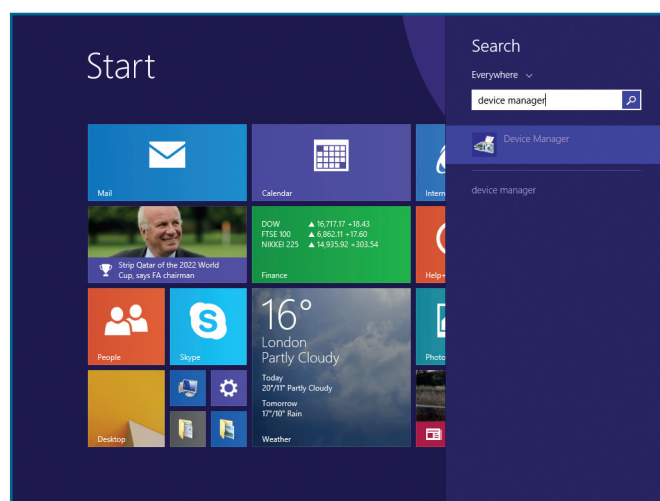 Start
Mail
Calendar
Intern
Strip Qatar of the 2022 World
Cup, says FA chairman
DOW ▲ 16,717.17 +18.43
FTSE 100 ▲ 6,862.11 +17.60
NIKKEI 225 ▲ 14,935.92 +303.54
Finance
Help+
People
Skype
16°
London
Partly Cloudy
Today
20°/11° Partly Cloudy
Tomorrow
17°/10° Rain
Weather
Photo
Desktop
Search
Everywhere
device manager
Device Manager
device manager